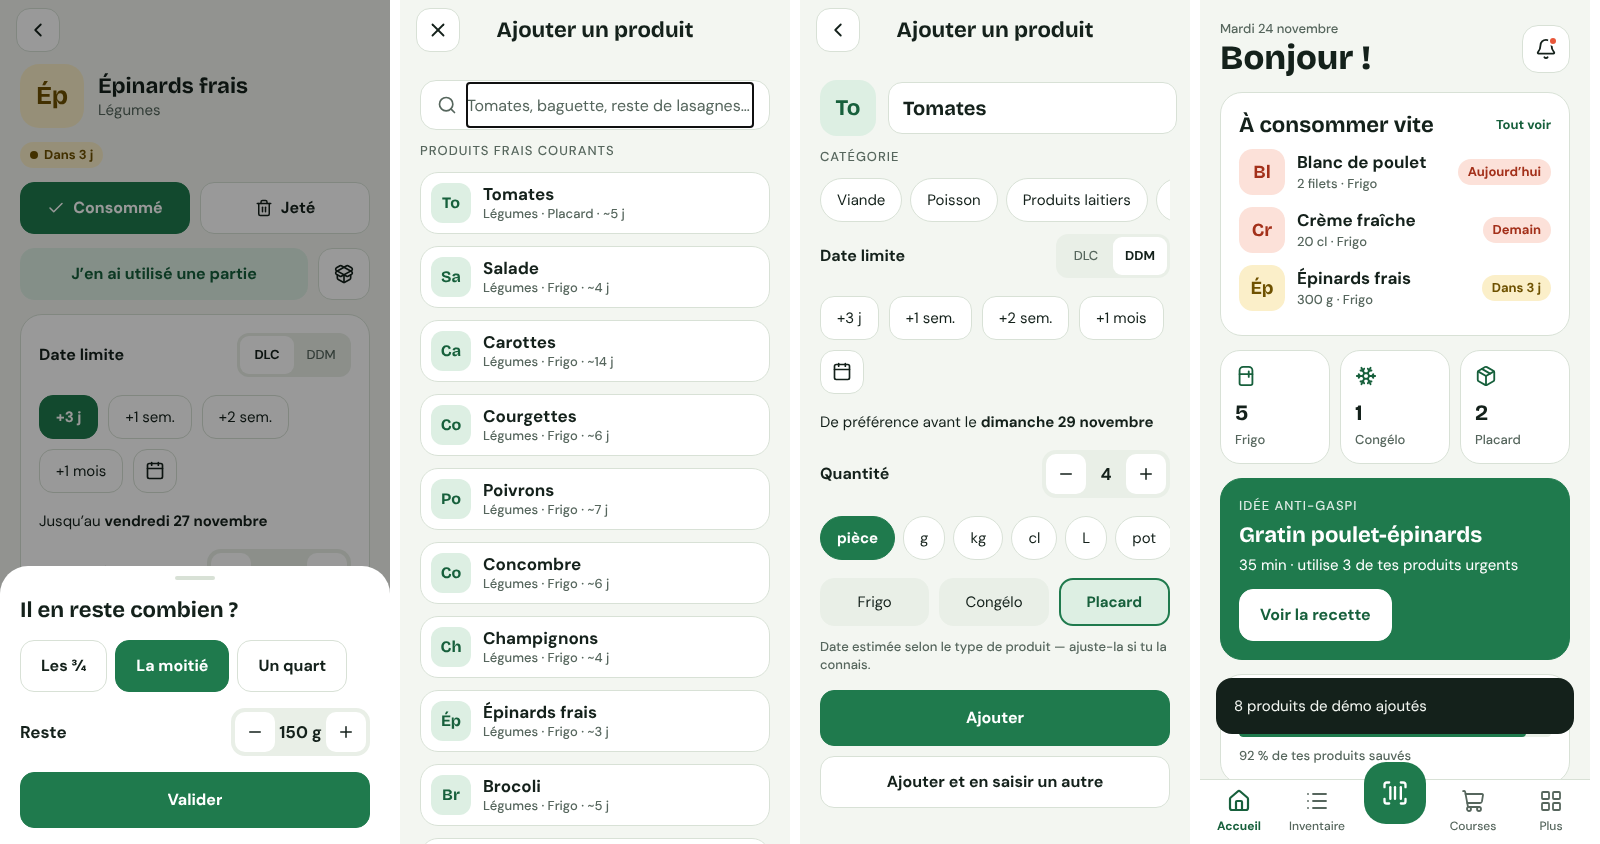 Ép
Épinards frais
Légumes
Dans 3 j
Consommé
Jeté
J'en ai utilisé une partie
Date limite
DLC
DDM
+3 j
+1 sem.
+2 sem.
+1 mois
Jusqu'au vendredi 27 novembre
Il en reste combien ?
Les ¾
La moitié
Un quart
Reste
150 g
Valider
Ajouter un produit
Tomates, baguette, reste de lasagnes...
PRODUITS FRAIS COURANTS
To
Tomates
Légumes · Placard · ~5 j
Sa
Salade
Légumes · Frigo · ~4 j
Ca
Carottes
Légumes · Frigo · ~14 j
Co
Courgettes
Légumes · Frigo · ~6 j
Po
Poivrons
Légumes · Frigo · ~7 j
Co
Concombre
Légumes · Frigo · ~6 j
Ch
Champignons
Légumes · Frigo · ~4 j
Ép
Épinards frais
Légumes · Frigo · ~3 j
Br
Brocoli
Légumes · Frigo · ~5 j
Ajouter un produit
To
Tomates
CATÉGORIE
Viande
Poisson
Produits laitiers
Date limite
DLC
DDM
+3 j
+1 sem.
+2 sem.
+1 mois
De préférence avant le dimanche 29 novembre
Quantité
4
pièce
g
kg
cl
L
pot
Frigo
Congélo
Placard
Date estimée selon le type de produit — ajuste-la si tu la
connais.
Ajouter
Ajouter et en saisir un autre
Mardi 24 novembre
Bonjour !
À consommer vite
Tout voir
Bl
Blanc de poulet
2 filets · Frigo
Aujourd'hui
Cr
Crème fraîche
20 cl · Frigo
Demain
Ép
Épinards frais
300 g · Frigo
Dans 3 j
5
Frigo
1
Congélo
2
Placard
IDÉE ANTI-GASPI
Gratin poulet-épinards
35 min · utilise 3 de tes produits urgents
Voir la recette
8 produits de démo ajoutés
92 % de tes produits sauvés
Accueil
Inventaire
Courses
Plus